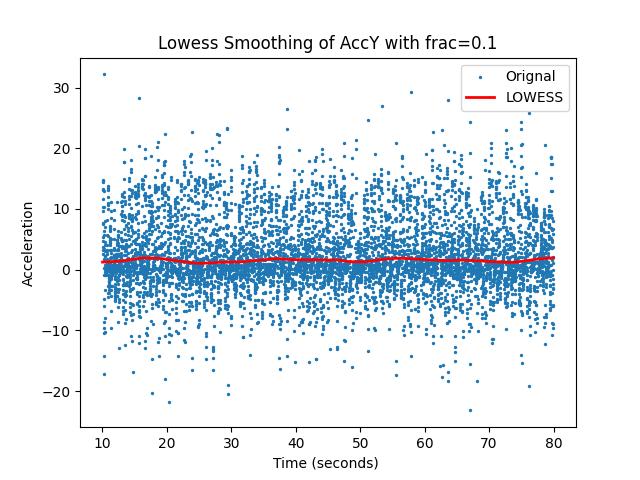 Lowess Smoothing of AccY with frac=0.1
Orignal
LOWESS
30
20
10
0
−10
−20
Acceleration
10 20 30 40 50 60 70 80
Time (seconds)